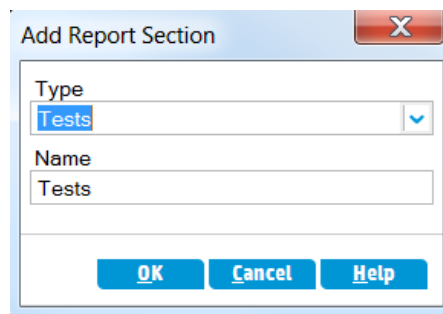 Add Report Section
Type
Tests
Name
Tests
OK Cancel Help